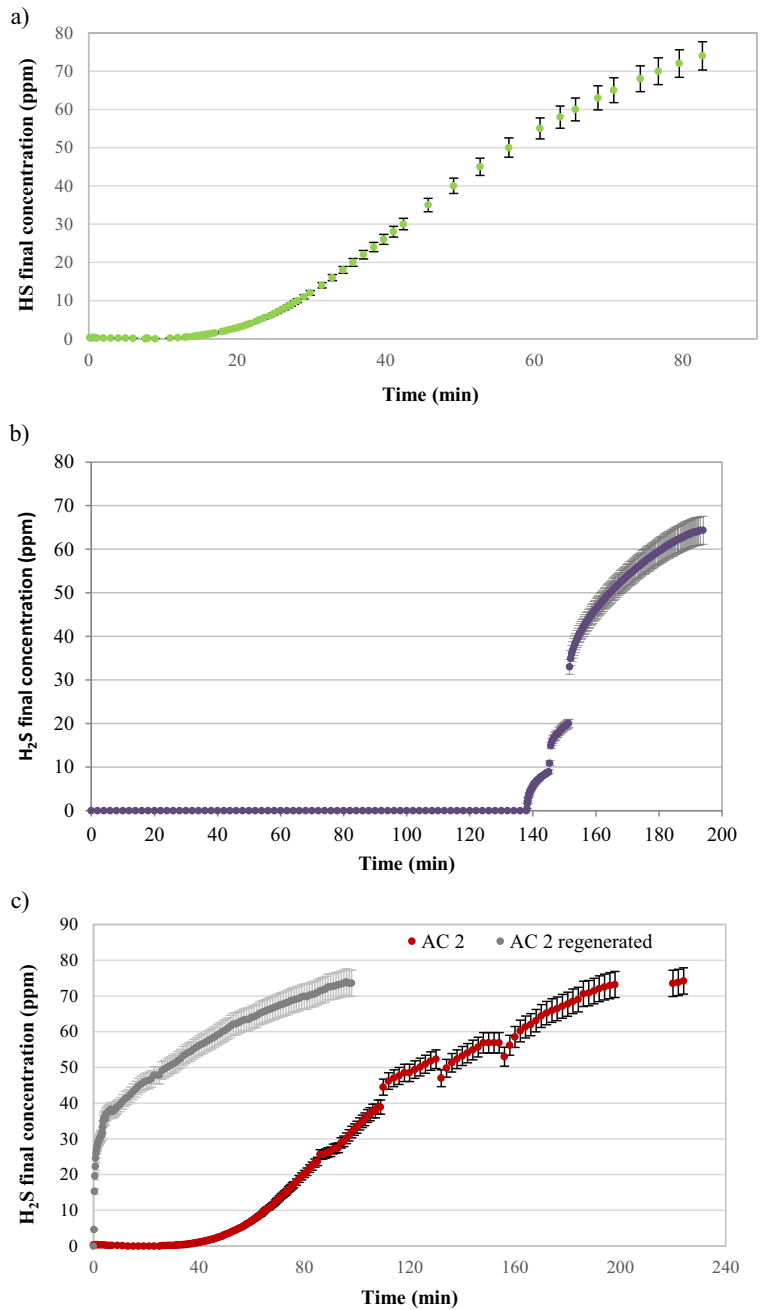 a)
80
70
60
50
40
30
20
10
0
HS final concentration (ppm)
0 20 40 60 80
Time (min)
b)
80
70
60
50
40
30
20
10
0
H₂S final concentration (ppm)
0 20 40 60 80 100 120 140 160 180 200
Time (min)
c)
90
80
70
60
50
40
30
20
10
0
H₂S final concentration (ppm)
AC 2 AC 2 regenerated
0 40 80 120 160 200 240
Time (min)